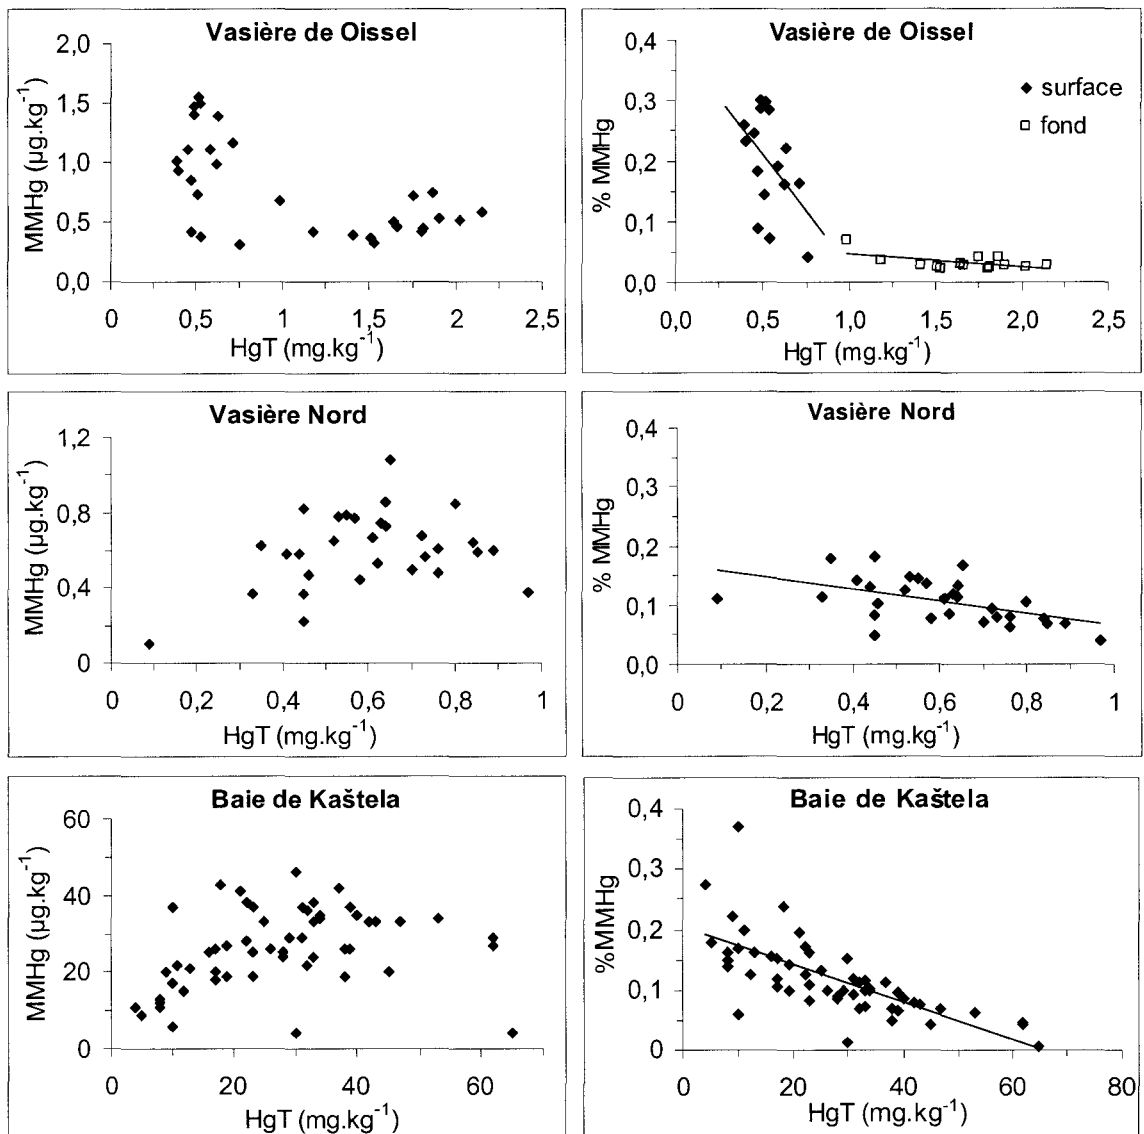 Vasière de Oissel
MMHg (µg.kg⁻¹)
2,0
1,5
1,0
0,5
0,0
0 0,5 1 1,5 2 2,5
HgT (mg.kg⁻¹)
Vasière de Oissel
% MMHg
0,4
0,3
0,2
0,1
0,0
0,0 0,5 1,0 1,5 2,0 2,5
HgT (mg.kg⁻¹)
surface
fond
Vasière Nord
MMHg (µg.kg⁻¹)
1,2
0,8
0,4
0
0 0,2 0,4 0,6 0,8 1
HgT (mg.kg⁻¹)
Vasière Nord
% MMHg
0,4
0,3
0,2
0,1
0,0
0 0,2 0,4 0,6 0,8 1
HgT (mg.kg⁻¹)
Baie de Kaštela
MMHg (µg.kg⁻¹)
60
40
20
0
0 20 40 60
HgT (mg.kg⁻¹)
Baie de Kaštela
%MMHg
0,4
0,3
0,2
0,1
0
0 20 40 60 80
HgT (mg.kg⁻¹)